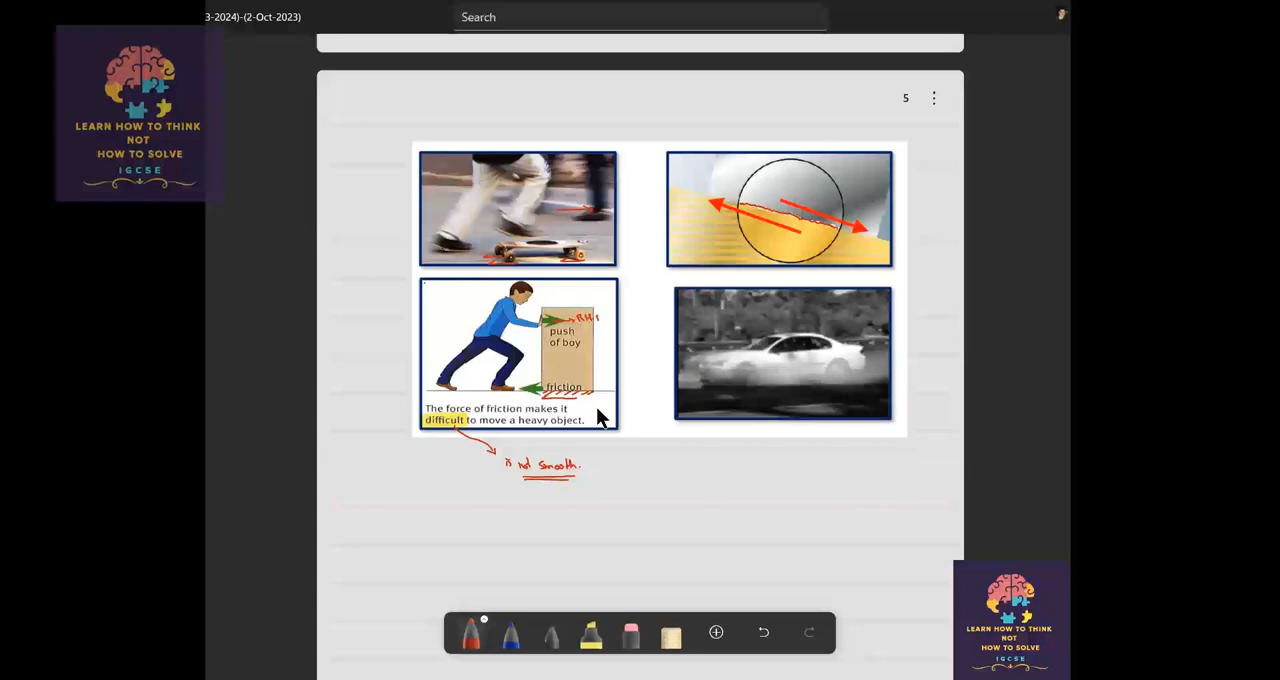 3-2024)-(2-Oct-2023)
Search
LEARN HOW TO THINK
NOT
HOW TO SOLVE
IGCSE
5
push
of boy
friction
The force of friction makes it
difficult to move a heavy object.
is not smooth.
LEARN HOW TO THINK
NOT
HOW TO SOLVE
IGCSE